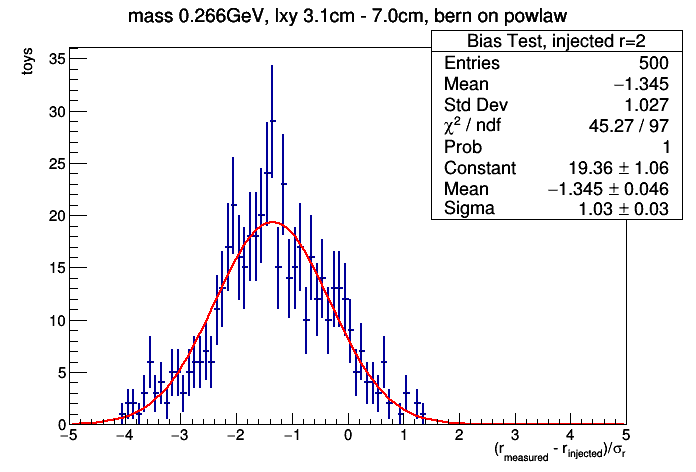 mass 0.266GeV, lxy 3.1cm - 7.0cm, bern on powlaw
Bias Test, injected r=2
Entries 500
Mean −1.345
Std Dev 1.027
χ² / ndf 45.27 / 97
Prob 1
Constant 19.36 ± 1.06
Mean −1.345 ± 0.046
Sigma 1.03 ± 0.03
toys
35
30
25
20
15
10
5
0
−5 −4 −3 −2 −1 0 1 2 3 4 5
(r_measured - r_injected)/σ_r